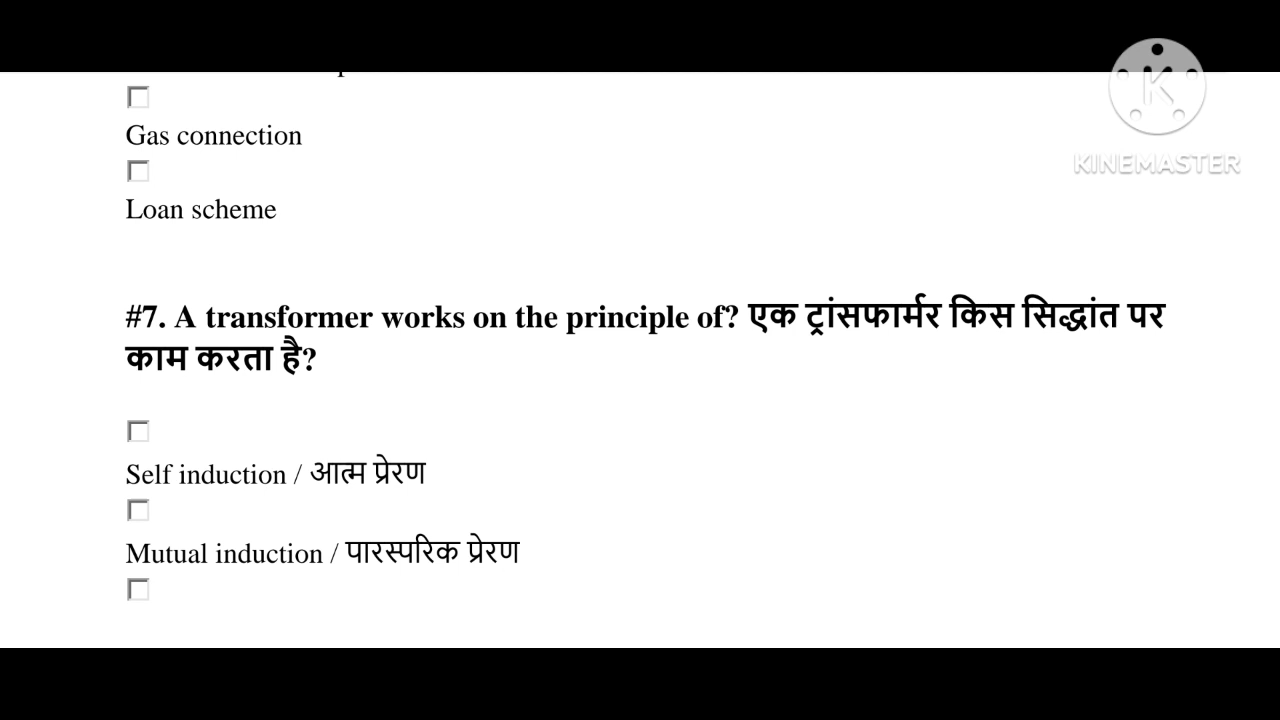 KINEMASTER
Gas connection
Loan scheme
#7. A transformer works on the principle of? एक ट्रांसफार्मर किस सिद्धांत पर
काम करता है?
Self induction / आत्म प्रेरण
Mutual induction / पारस्परिक प्रेरण